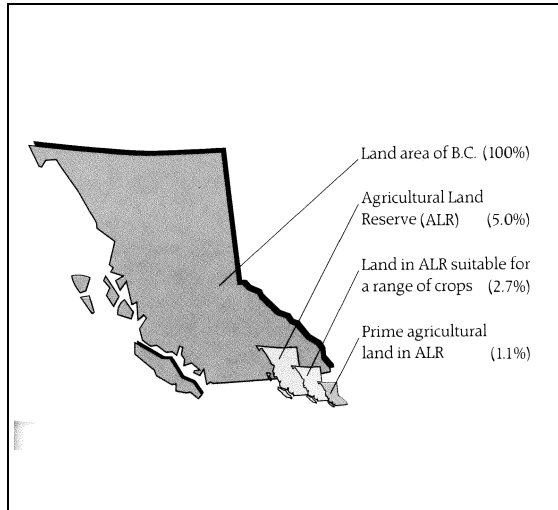 Land area of B.C. (100%)
Agricultural Land
Reserve (ALR) (5.0%)
Land in ALR suitable for
a range of crops (2.7%)
Prime agricultural
land in ALR (1.1%)